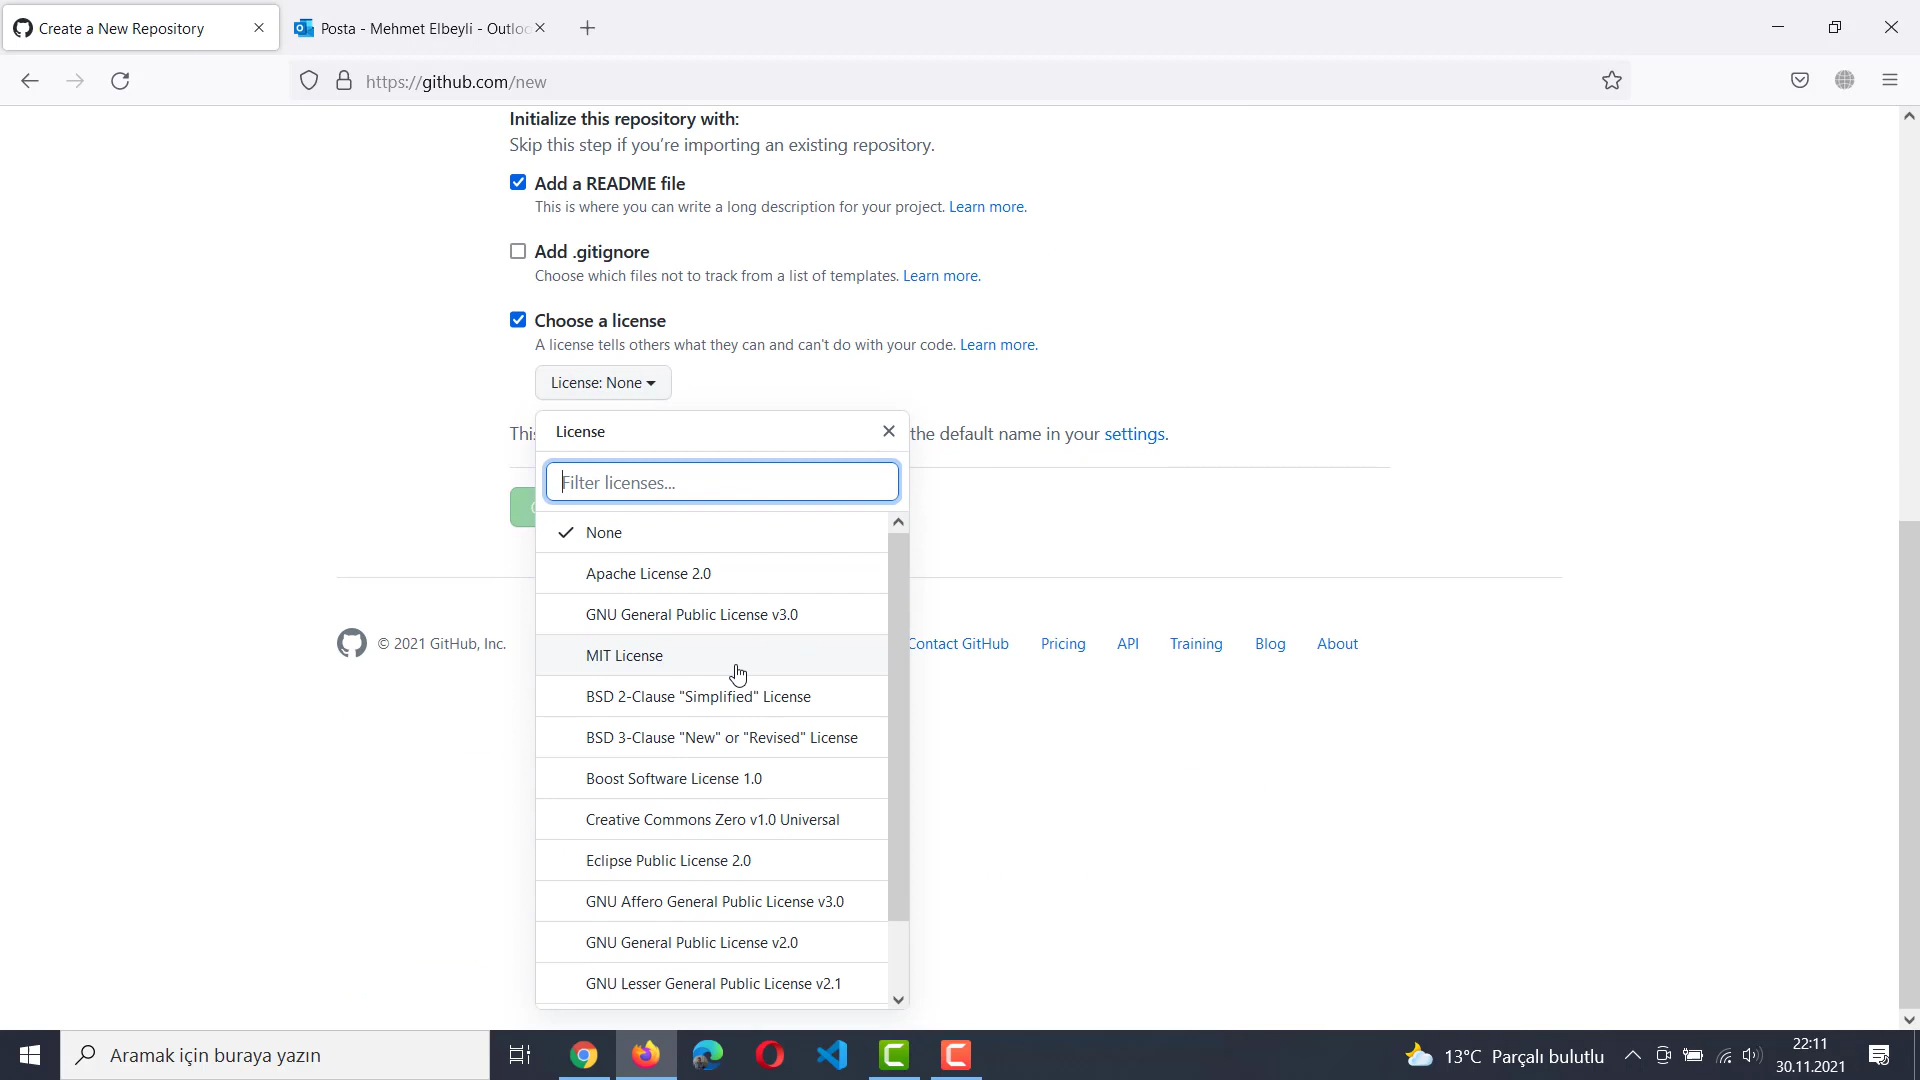 Create a New Repository
Posta - Mehmet Elbeyli - Outlo
https://github.com/new
Initialize this repository with:
Skip this step if you’re importing an existing repository.
Add a README file
This is where you can write a long description for your project. Learn more.
Add .gitignore
Choose which files not to track from a list of templates. Learn more.
Choose a license
A license tells others what they can and can't do with your code. Learn more.
License: None
License
the default name in your settings.
Filter licenses...
None
Apache License 2.0
GNU General Public License v3.0
© 2021 GitHub, Inc.
Contact GitHub
Pricing
API
Training
Blog
About
MIT License
BSD 2-Clause "Simplified" License
BSD 3-Clause "New" or "Revised" License
Boost Software License 1.0
Creative Commons Zero v1.0 Universal
Eclipse Public License 2.0
GNU Affero General Public License v3.0
GNU General Public License v2.0
GNU Lesser General Public License v2.1
Aramak için buraya yazın
13°C Parçalı bulutlu
22:11
30.11.2021